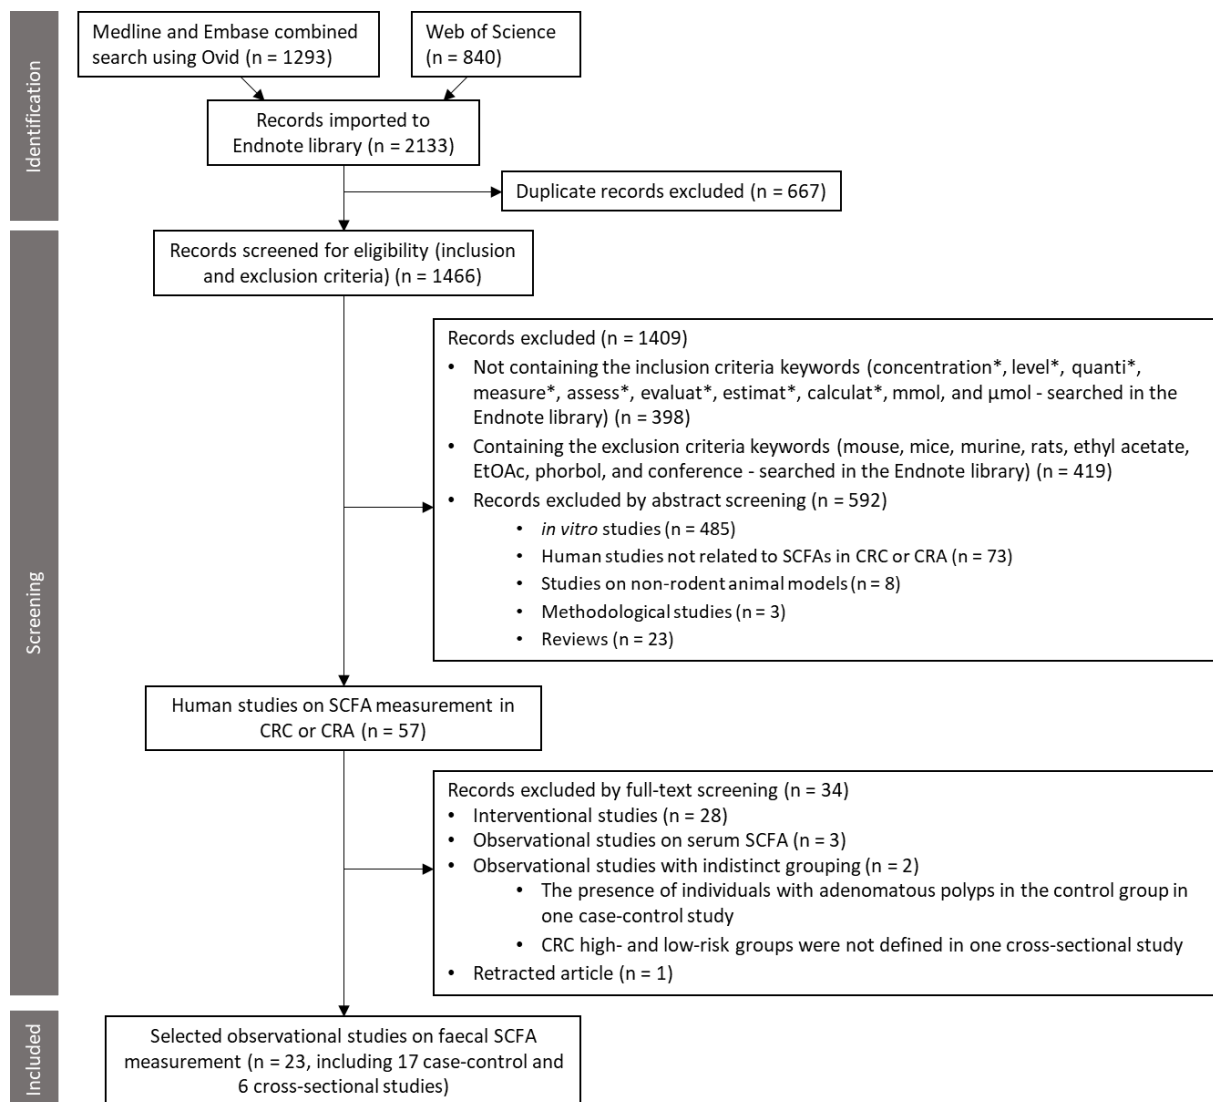 Identification
Medline and Embase combined
search using Ovid (n = 1293)
Web of Science
(n = 840)
Records imported to
Endnote library (n = 2133)
Duplicate records excluded (n = 667)
Screening
Records screened for eligibility (inclusion
and exclusion criteria) (n = 1466)
Records excluded (n = 1409)
• Not containing the inclusion criteria keywords (concentration*, level*, quanti*,
measure*, assess*, evaluat*, estimat*, calculat*, mmol, and µmol - searched in the
Endnote library) (n = 398)
• Containing the exclusion criteria keywords (mouse, mice, murine, rats, ethyl acetate,
EtOAc, phorbol, and conference - searched in the Endnote library) (n = 419)
• Records excluded by abstract screening (n = 592)
• in vitro studies (n = 485)
• Human studies not related to SCFAs in CRC or CRA (n = 73)
• Studies on non-rodent animal models (n = 8)
• Methodological studies (n = 3)
• Reviews (n = 23)
Human studies on SCFA measurement in
CRC or CRA (n = 57)
Records excluded by full-text screening (n = 34)
• Interventional studies (n = 28)
• Observational studies on serum SCFA (n = 3)
• Observational studies with indistinct grouping (n = 2)
• The presence of individuals with adenomatous polyps in the control group in
one case-control study
• CRC high- and low-risk groups were not defined in one cross-sectional study
• Retracted article (n = 1)
Included
Selected observational studies on faecal SCFA
measurement (n = 23, including 17 case-control and
6 cross-sectional studies)